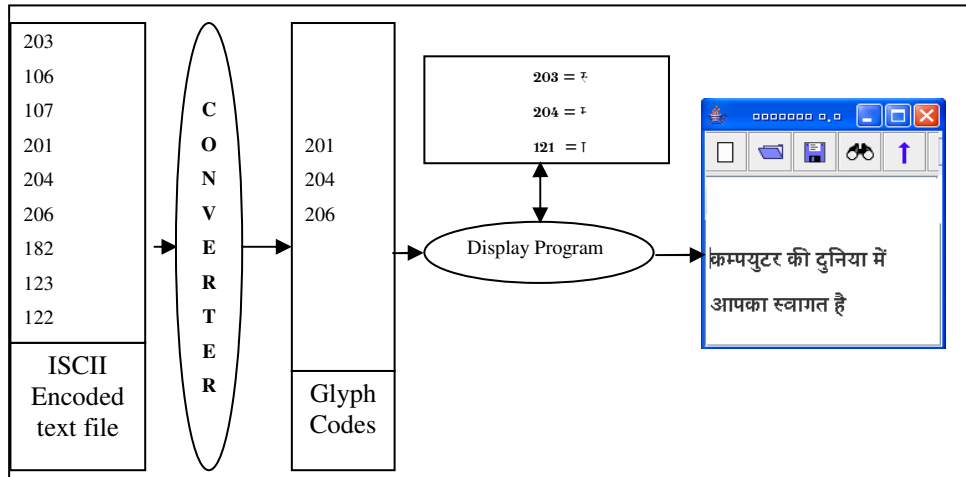 203
106
107
201
204
206
182
123
122
ISCII
Encoded
text file
CONVERTER
201
204
206
Glyph
Codes
203 =
204 =
121 = ा
Display Program
कम्पयुटर की दुनिया में
आपका स्वागत है